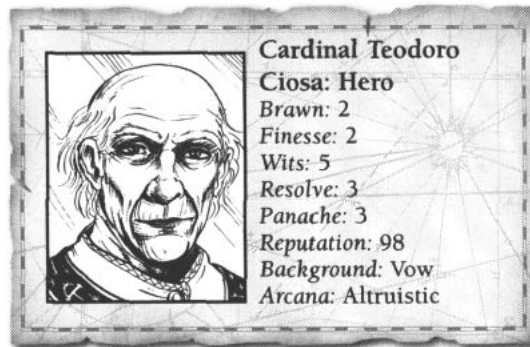 Cardinal Teodoro
Ciosa: Hero
Brawn: 2
Finesse: 2
Wits: 5
Resolve: 3
Panache: 3
Reputation: 98
Background: Vow
Arcana: Altruistic